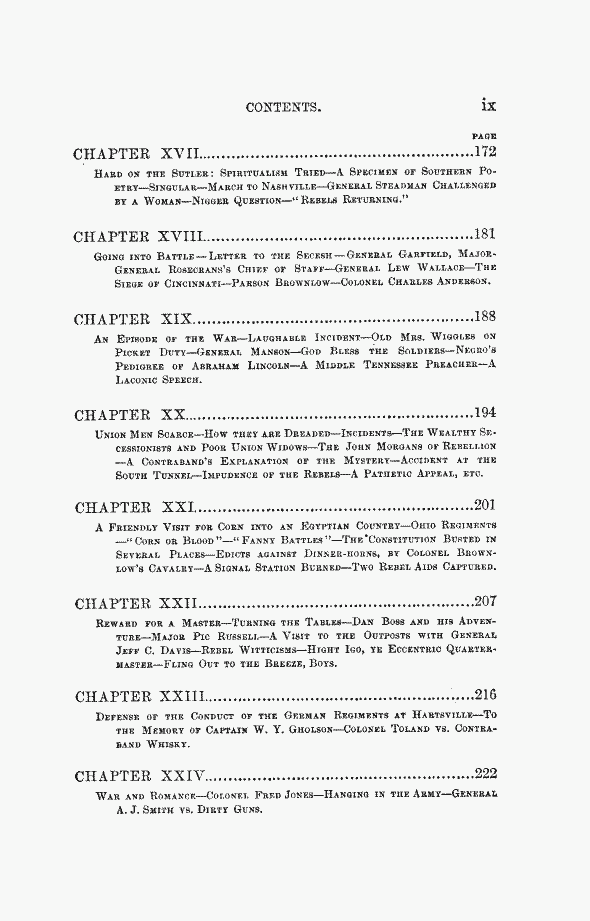 CONTENTS. ix
PAGE
CHAPTER XVII..................................................172
HARD ON THE SUTLER: SPIRITUALISM TRIED—A SPECIMEN OF SOUTHERN PO-
ETRY—SINGULAR—MARCH TO NASHVILLE—GENERAL STEADMAN CHALLENGED
BY A WOMAN—NIGGER QUESTION—"REBELS RETURNING."
CHAPTER XVIII.................................................181
GOING INTO BATTLE—LETTER TO THE SECESH—GENERAL GARFIELD, MAJOR-
GENERAL ROSECRANS'S CHIEF OF STAFF—GENERAL LEW WALLACE—THE
SIEGE OF CINCINNATI—PARSON BROWNLOW—COLONEL CHARLES ANDERSON.
CHAPTER XIX...................................................188
AN EPISODE OF THE WAR—LAUGHABLE INCIDENT—OLD MRS. WIGGLES ON
PICKET DUTY—GENERAL MANSON—GOD BLESS THE SOLDIERS—NEGRO'S
PEDIGREE OF ABRAHAM LINCOLN—A MIDDLE TENNESSEE PREACHER—A
LACONIC SPEECH.
CHAPTER XX....................................................194
UNION MEN SCARCE—HOW THEY ARE DREADED—INCIDENTS—THE WEALTHY SE-
CESSIONISTS AND POOR UNION WIDOWS—THE JOHN MORGANS OF REBELLION
—A CONTRABAND'S EXPLANATION OF THE MYSTERY—ACCIDENT AT THE
SOUTH TUNNEL—IMPUDENCE OF THE REBELS—A PATHETIC APPEAL, ETC.
CHAPTER XXI...................................................201
A FRIENDLY VISIT FOR CORN INTO AN EGYPTIAN COUNTRY—OHIO REGIMENTS
—"CORN OR BLOOD"—"FANNY BATTLES"—THE CONSTITUTION BUSTED IN
SEVERAL PLACES—EDICTS AGAINST DINNER-HORNS, BY COLONEL BROWN-
LOW'S CAVALRY—A SIGNAL STATION BURNED—TWO REBEL AIDS CAPTURED.
CHAPTER XXII..................................................207
REWARD FOR A MASTER—TURNING THE TABLES—DAN BOSS AND HIS ADVEN-
TURE—MAJOR PIC RUSSELL—A VISIT TO THE OUTPOSTS WITH GENERAL
JEFF C. DAVIS—REBEL WITTICISMS—HIGHT IGO, YE ECCENTRIC QUARTER-
MASTER—FLING OUT TO THE BREEZE, BOYS.
CHAPTER XXIII.................................................216
DEFENSE OF THE CONDUCT OF THE GERMAN REGIMENTS AT HARTSVILLE—TO
THE MEMORY OF CAPTAIN W. Y. GHOLSON—COLONEL TOLAND VS. CONTRA-
BAND WHISKY.
CHAPTER XXIV..................................................222
WAR AND ROMANCE—COLONEL FRED JONES—HANGING IN THE ARMY—GENERAL
A. J. SMITH VS. DIRTY GUNS.